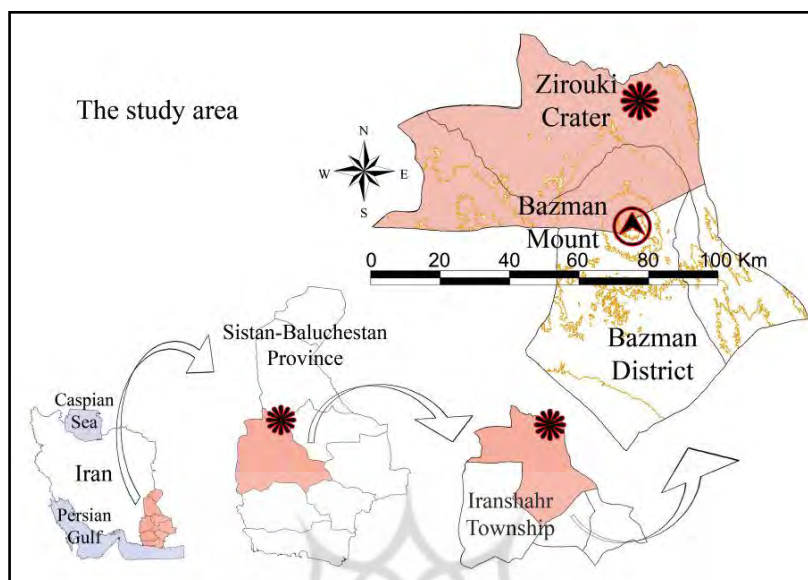 The study area
Zirouki
Crater
N
W E
S
Bazman
Mount
0 20 40 60 80 100 Km
Bazman
District
Sistan-Baluchestan
Province
Caspian
Sea
Iran
Persian
Gulf
Iranshahr
Township